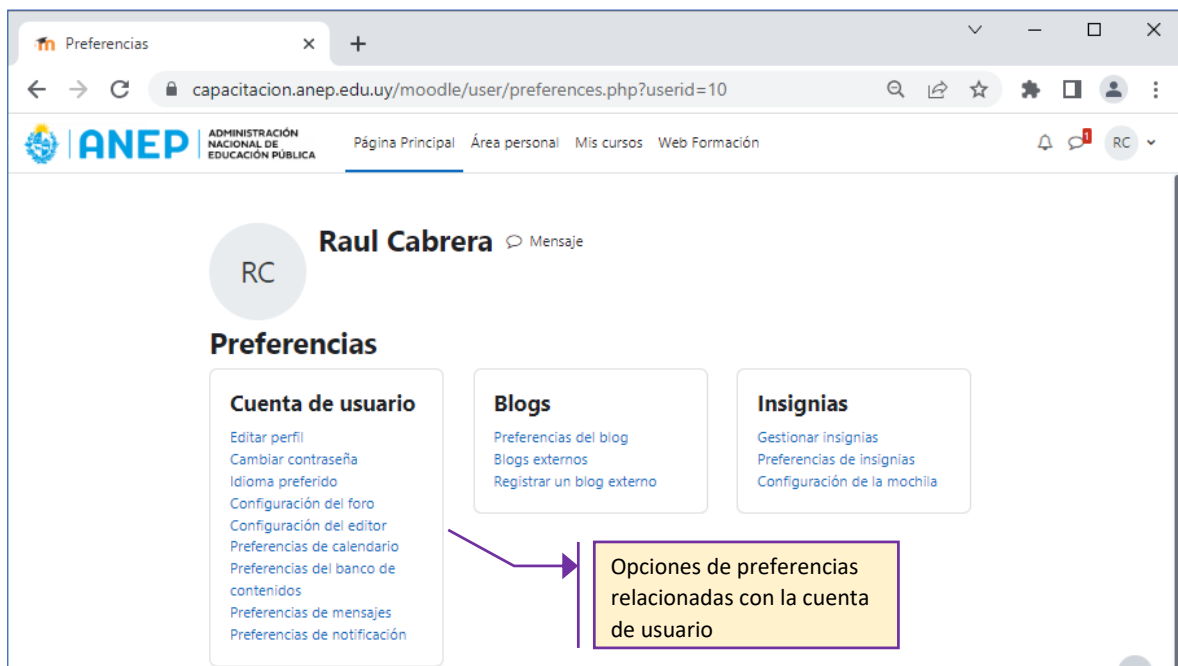 Preferencias
capacitacion.anep.edu.uy/moodle/user/preferences.php?userid=10
ANEP
ADMINISTRACIÓN
NACIONAL DE
EDUCACIÓN PÚBLICA
Página Principal Área personal Mis cursos Web Formación
1
RC
RC
Raul Cabrera Mensaje
Preferencias
Cuenta de usuario
Editar perfil
Cambiar contraseña
Idioma preferido
Configuración del foro
Configuración del editor
Preferencias de calendario
Preferencias del banco de
contenidos
Preferencias de mensajes
Preferencias de notificación
Blogs
Preferencias del blog
Blogs externos
Registrar un blog externo
Insignias
Gestionar insignias
Preferencias de insignias
Configuración de la mochila
Opciones de preferencias
relacionadas con la cuenta
de usuario